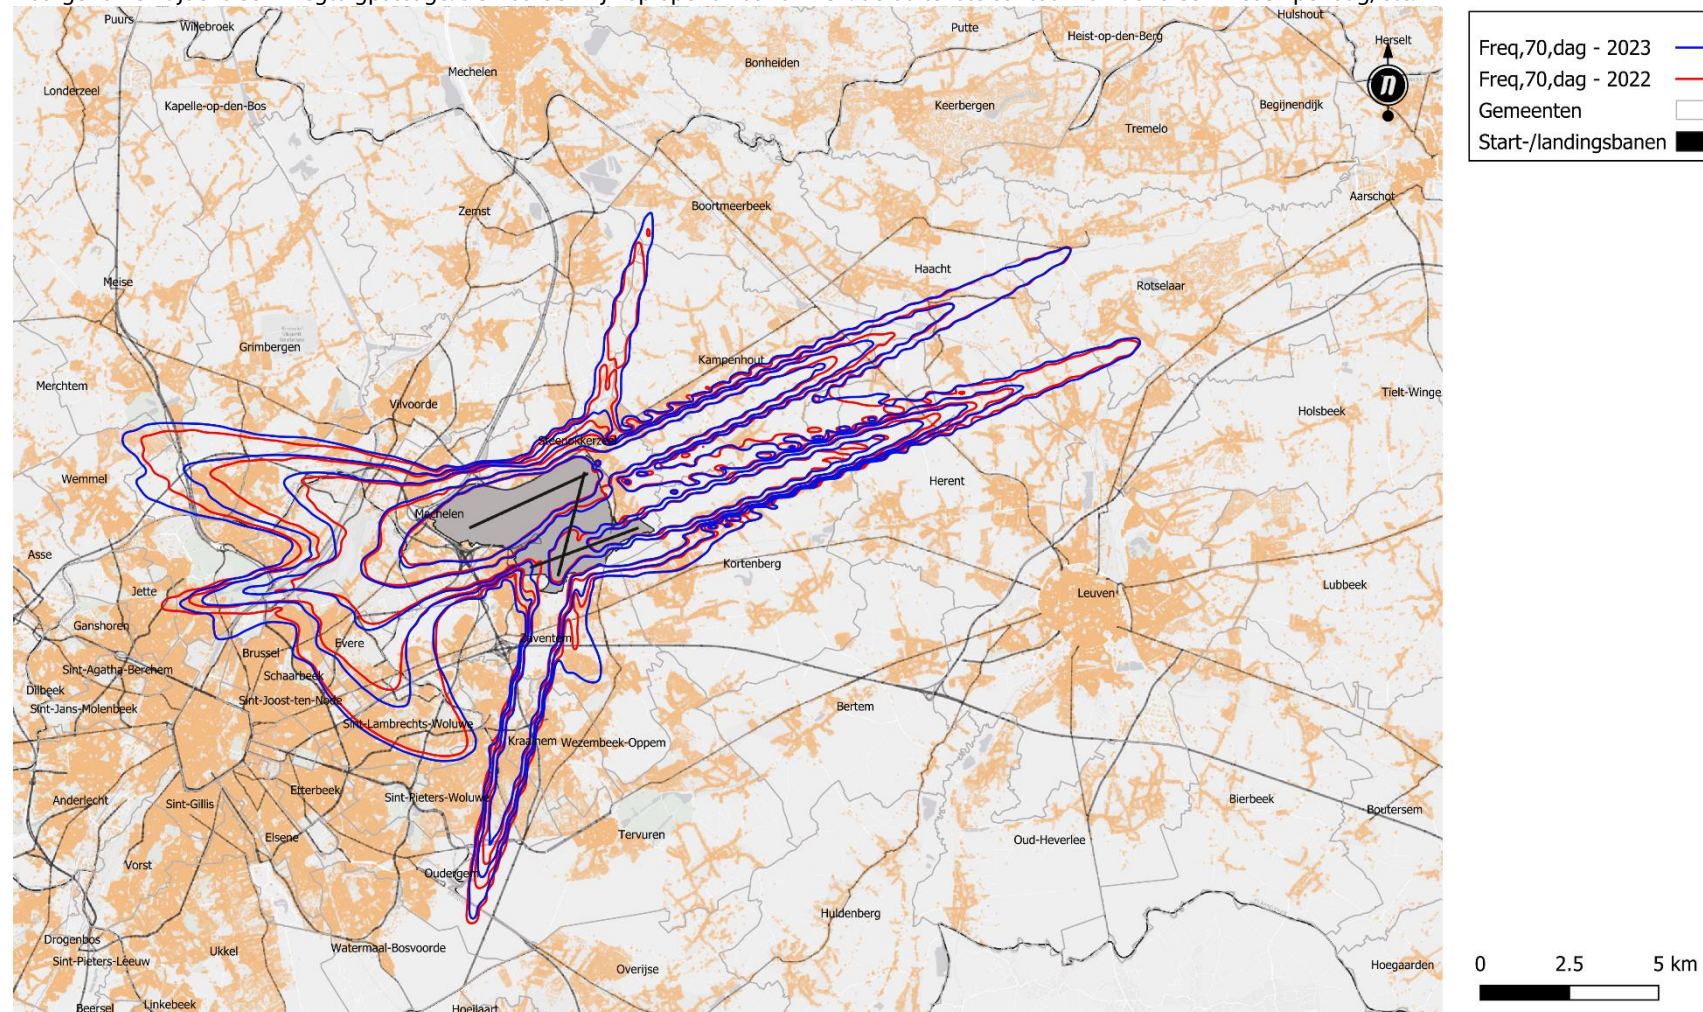 Puurs
Willebroek
Putte
Heist-op-den-Berg
Hulshout
Herselt
Londerzeel
Mechelen
Bonheiden
Kapelle-op-den-Bos
Keerbergen
Begijnendijk
Tremelo
Aarschot
Zemst
Boortmeerbeek
Meise
Haacht
Rotselaar
Grimbergen
Kampenhout
Merchtem
Tielt-Winge
Vilvoorde
Holsbeek
Steenokkerzeel
Wemmel
Herent
Mechelen
Asse
Kortenberg
Jette
Leuven
Lubbeek
Ganshoren
Evere
Zaventem
Brussel
Sint-Agatha-Berchem
Schaarbeek
Dilbeek
Sint-Jans-Molenbeek
Sint-Joost-ten-Node
Bertem
Sint-Lambrechts-Woluwe
Kraainem
Wezembeek-Oppem
Anderlecht
Sint-Gillis
Etterbeek
Sint-Pieters-Woluwe
Bierbeek
Boutersem
Elsene
Tervuren
Oud-Heverlee
Vorst
Oudergem
Huldenberg
Drogenbos
Ukkel
Watermaal-Bosvoorde
Sint-Pieters-Leeuw
Overijse
Hoegaarden
Beersel
Linkebeek
Hoeilaart
n
Freq,70,dag - 2023
Freq,70,dag - 2022
Gemeenten
Start-/landingsbanen
0 2.5 5 km